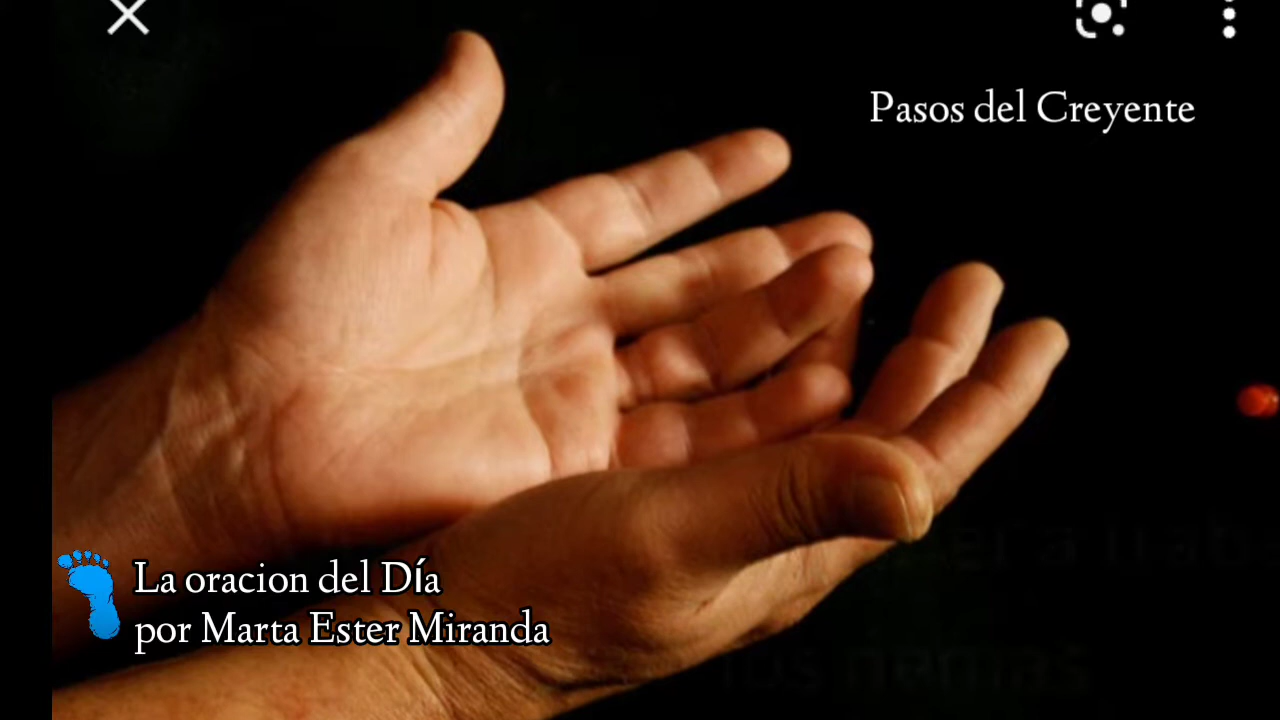 Pasos del Creyente
La oracion del Día
por Marta Ester Miranda